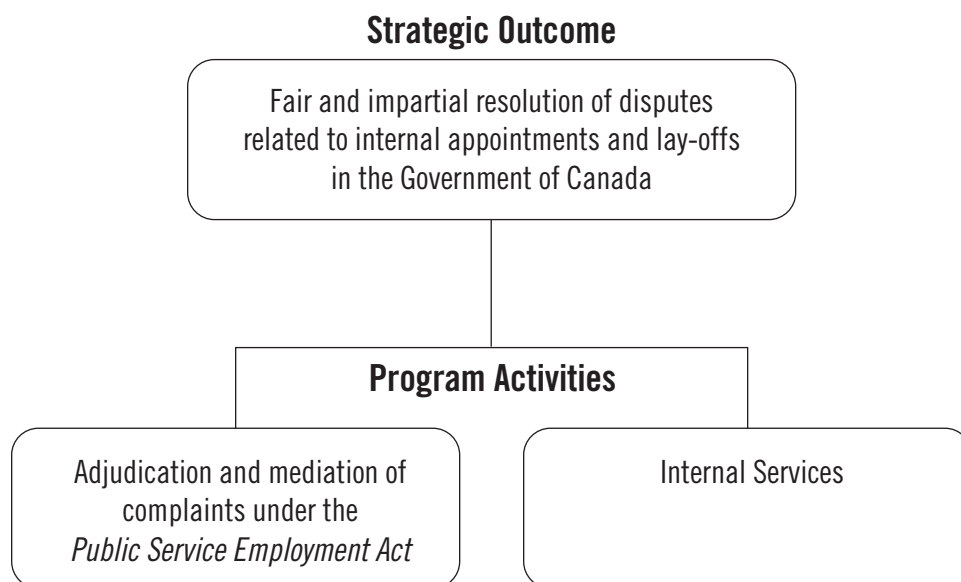 Strategic Outcome
Fair and impartial resolution of disputes
related to internal appointments and lay-offs
in the Government of Canada
Program Activities
Adjudication and mediation of
complaints under the
Public Service Employment Act
Internal Services